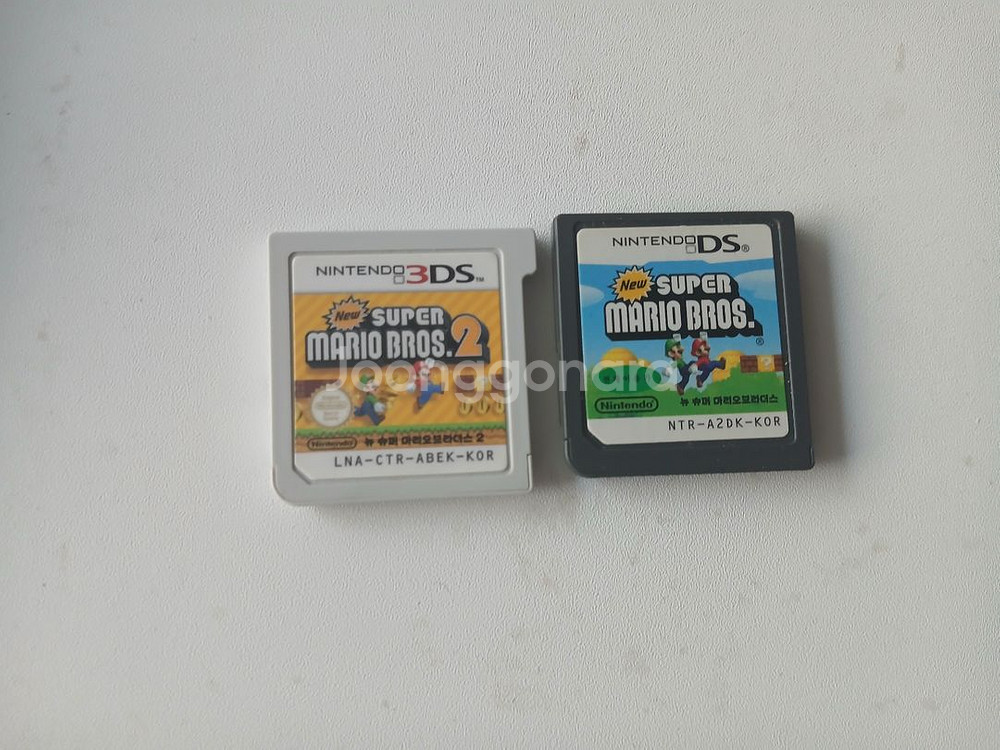 NINTENDO 3DS™
New SUPER
MARIO BROS. 2
Nintendo
뉴 슈퍼 마리오브라더스 2
LNA-CTR-ABEK-KOR
NINTENDO DS®
New SUPER
MARIO BROS.®
Nintendo
뉴 슈퍼 마리오브라더스
NTR-A2DK-KOR
Joonggonara